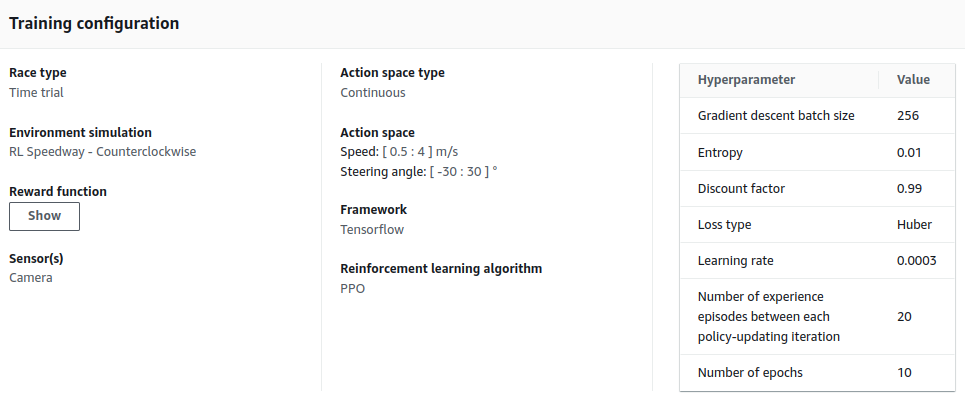 Training configuration
Race type
Time trial
Environment simulation
RL Speedway - Counterclockwise
Reward function
Show
Sensor(s)
Camera
Action space type
Continuous
Action space
Speed: [ 0.5 : 4 ] m/s
Steering angle: [ -30 : 30 ] °
Framework
Tensorflow
Reinforcement learning algorithm
PPO
Hyperparameter Value
Gradient descent batch size 256
Entropy 0.01
Discount factor 0.99
Loss type Huber
Learning rate 0.0003
Number of experience
episodes between each 20
policy-updating iteration
Number of epochs 10